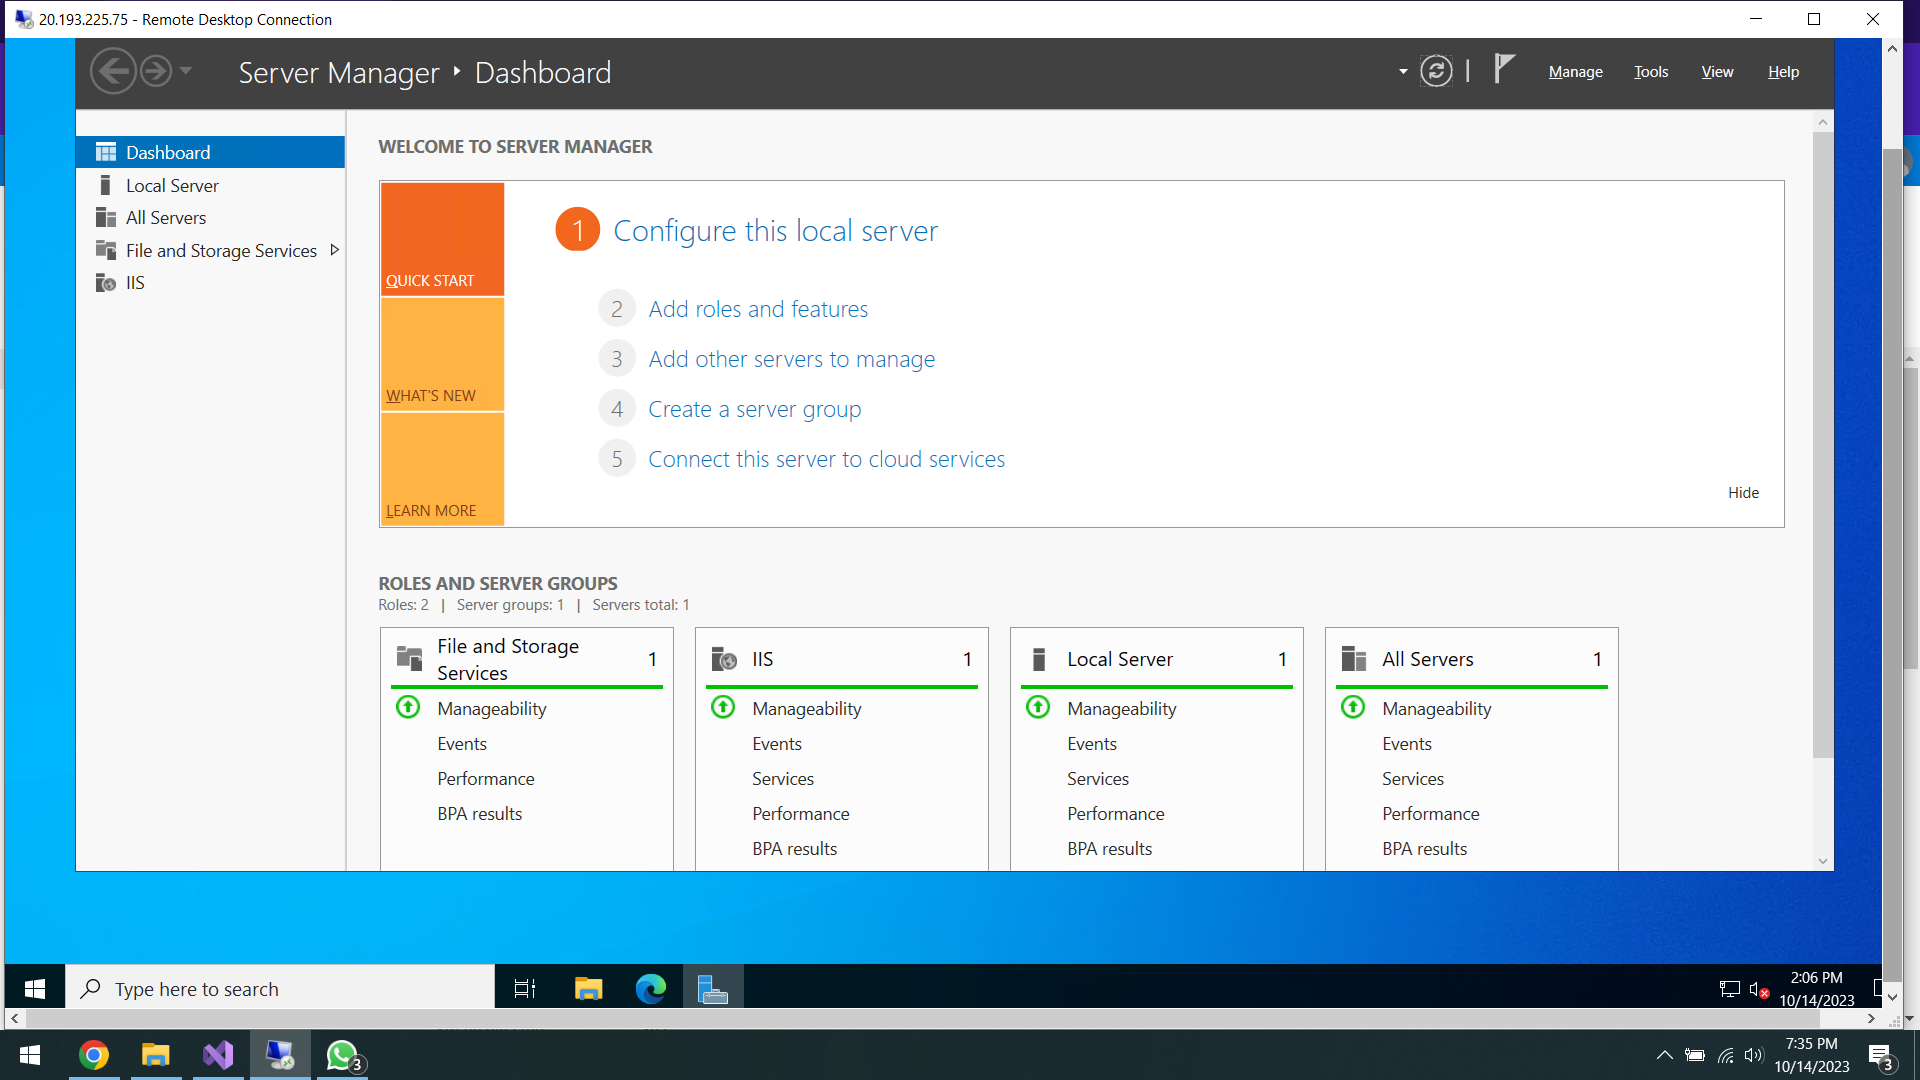 20.193.225.75 - Remote Desktop Connection
Server Manager ‣ Dashboard
Manage Tools View Help
Dashboard
Local Server
All Servers
File and Storage Services
IIS
WELCOME TO SERVER MANAGER
QUICK START
WHAT'S NEW
LEARN MORE
1 Configure this local server
2 Add roles and features
3 Add other servers to manage
4 Create a server group
5 Connect this server to cloud services
Hide
ROLES AND SERVER GROUPS
Roles: 2 | Server groups: 1 | Servers total: 1
File and Storage
Services 1
Manageability
Events
Performance
BPA results
IIS 1
Manageability
Events
Services
Performance
BPA results
Local Server 1
Manageability
Events
Services
Performance
BPA results
All Servers 1
Manageability
Events
Services
Performance
BPA results
Type here to search
2:06 PM
10/14/2023
3
7:35 PM
10/14/2023
3